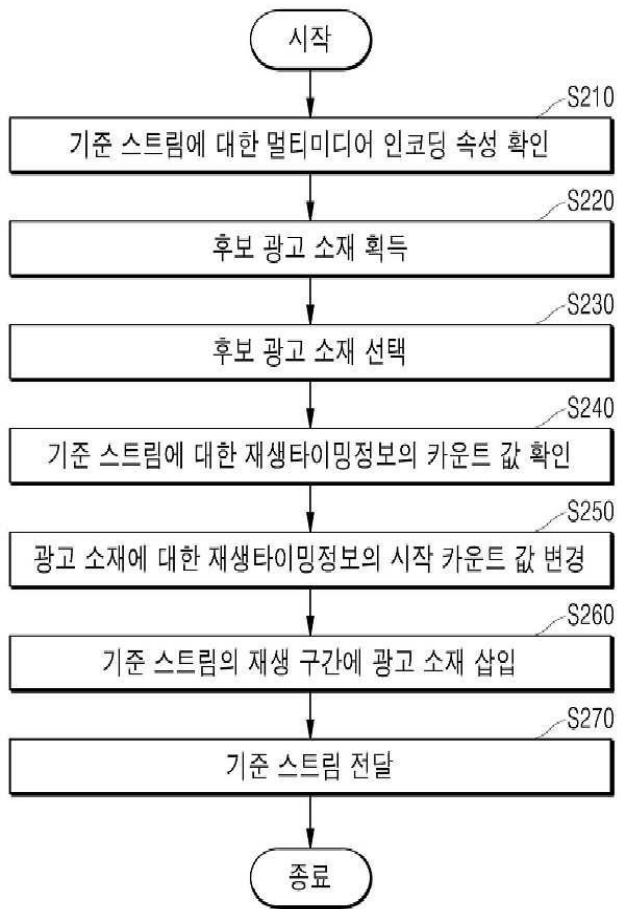 시작
S210
기준 스트림에 대한 멀티미디어 인코딩 속성 확인
S220
후보 광고 소재 획득
S230
후보 광고 소재 선택
S240
기준 스트림에 대한 재생타이밍정보의 카운트 값 확인
S250
광고 소재에 대한 재생타이밍정보의 시작 카운트 값 변경
S260
기준 스트림의 재생 구간에 광고 소재 삽입
S270
기준 스트림 전달
종료